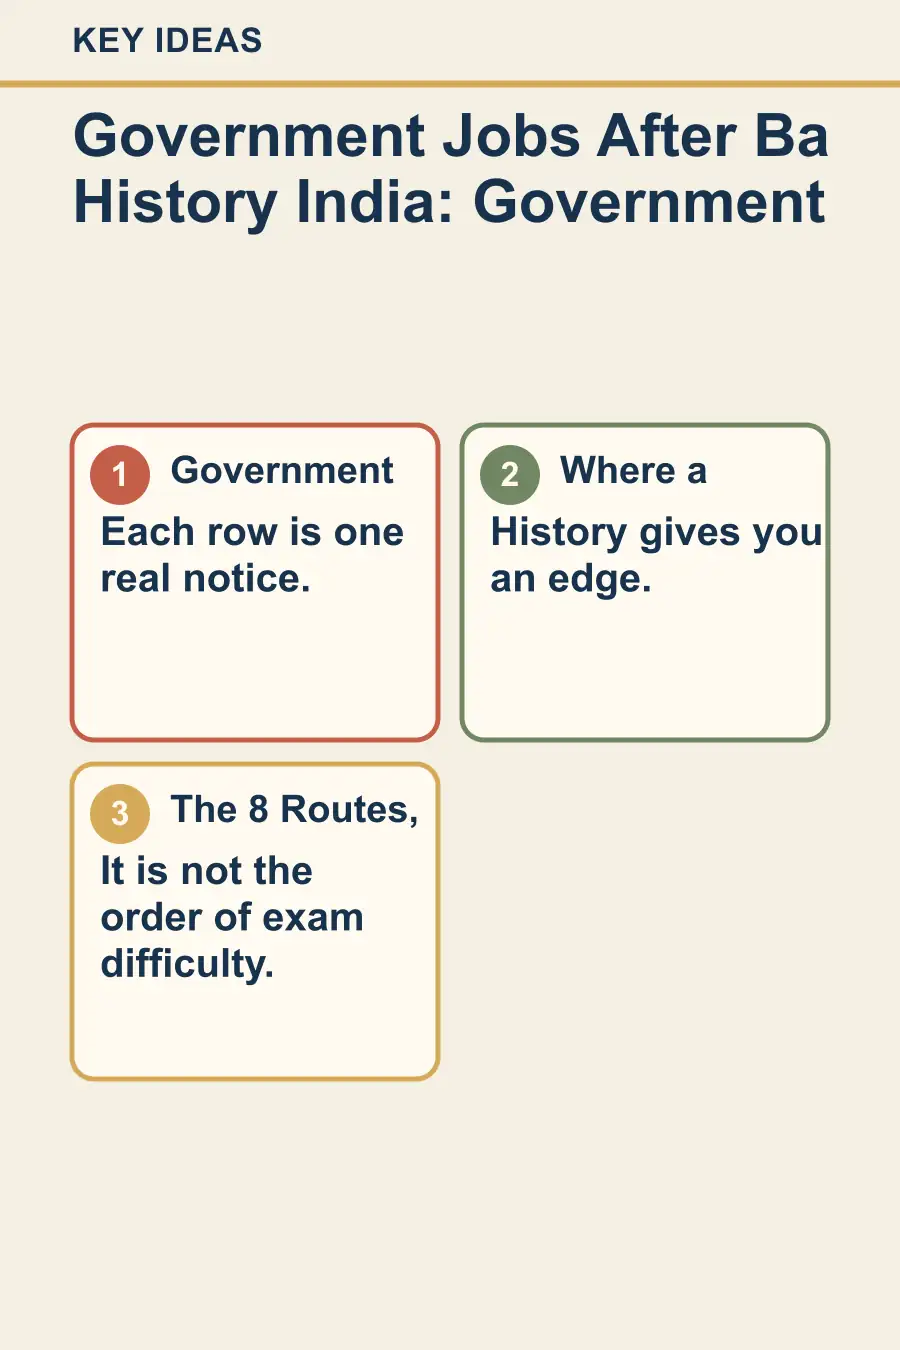 KEY IDEAS
Government Jobs After Ba
History India: Government
1 Government
Each row is one
real notice.
2 Where a
History gives you
an edge.
3 The 8 Routes,
It is not the
order of exam
difficulty.